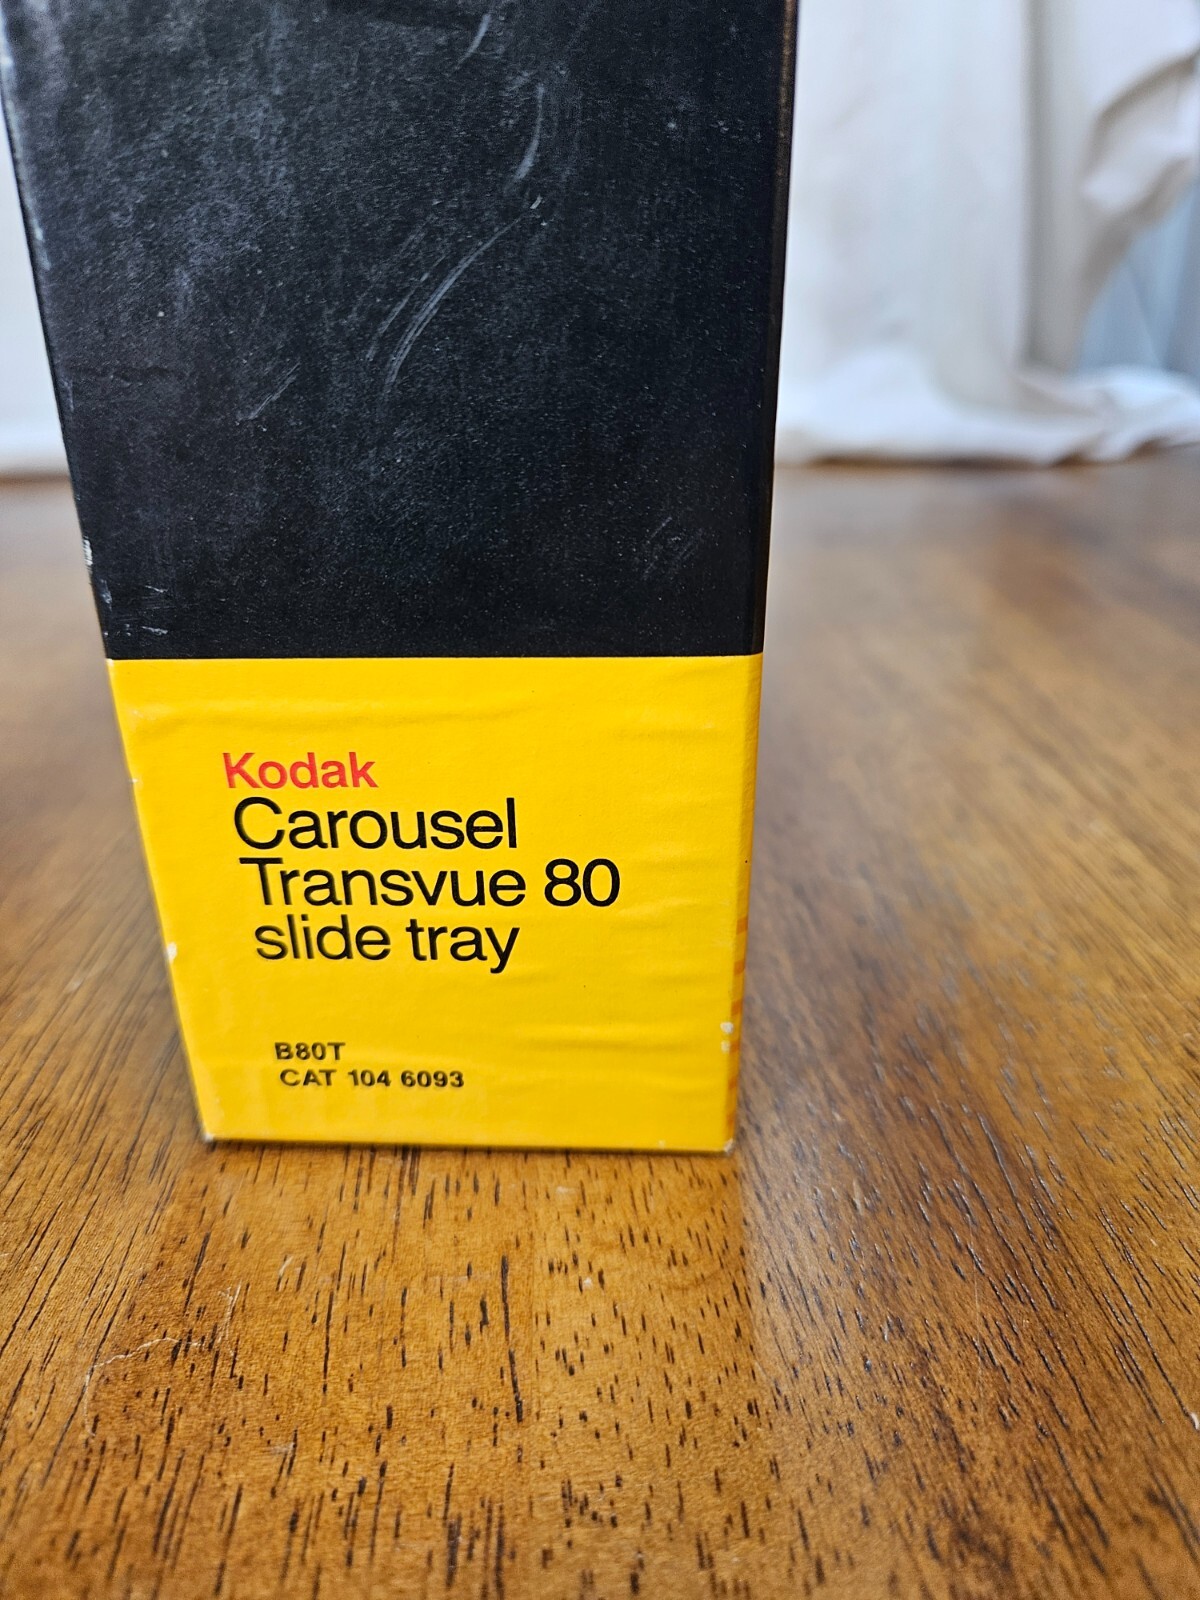 Kodak
Carousel
Transvue 80
slide tray
B80T
CAT 104 6093